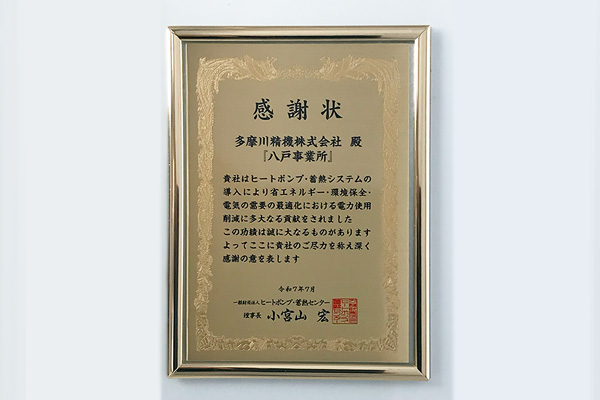 感謝状
多摩川精機株式会社 殿
『八戸事業所』
貴社はヒートポンプ・蓄熱システムの
導入により省エネルギー・環境保全・
電気の需要の最適化における電力使用
削減に多大なる貢献をされました
この功績は誠に大なるものがあります
よってここに貴社のご尽力を称え深く
感謝の意を表します
令和7年7月
一般財団法人ヒートポンプ・蓄熱センター
理事長 小宮山 宏